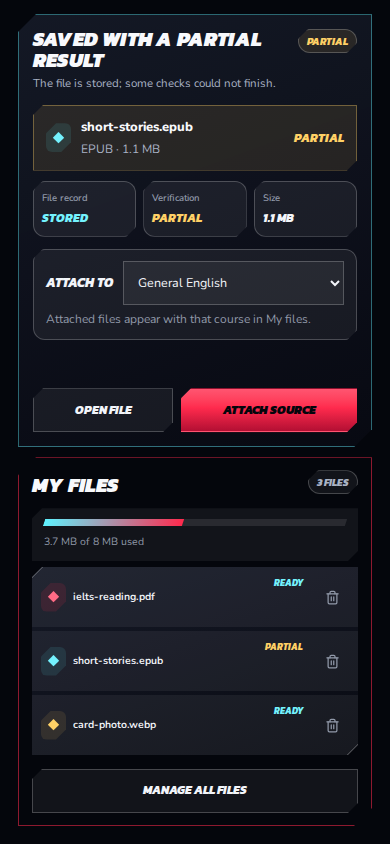 SAVED WITH A PARTIAL
RESULT
PARTIAL
The file is stored; some checks could not finish.
short-stories.epub
EPUB · 1.1 MB
PARTIAL
File record
STORED
Verification
PARTIAL
Size
1.1 MB
ATTACH TO
General English
Attached files appear with that course in My files.
OPEN FILE
ATTACH SOURCE
MY FILES
3 FILES
3.7 MB of 8 MB used
ielts-reading.pdf
READY
short-stories.epub
PARTIAL
card-photo.webp
READY
MANAGE ALL FILES